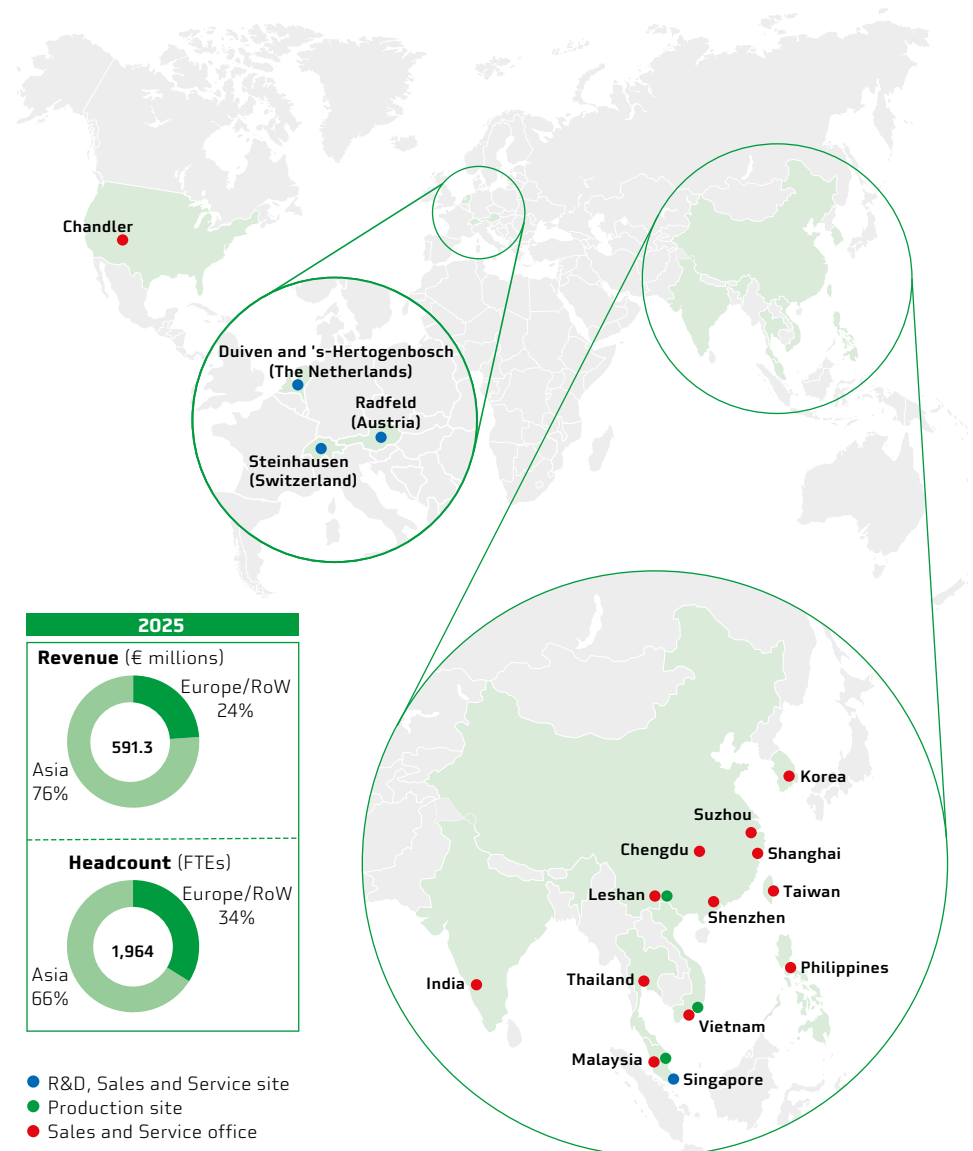 Chandler
Duiven and 's-Hertogenbosch
(The Netherlands)
Radfeld
(Austria)
Steinhausen
(Switzerland)
2025
Revenue (€ millions)
Europe/RoW
24%
591.3
Asia
76%
Headcount (FTEs)
Europe/RoW
34%
1,964
Asia
66%
Korea
Suzhou
Chengdu
Shanghai
Leshan
Taiwan
Shenzhen
Philippines
India
Thailand
Vietnam
Malaysia
Singapore
R&D, Sales and Service site
Production site
Sales and Service office